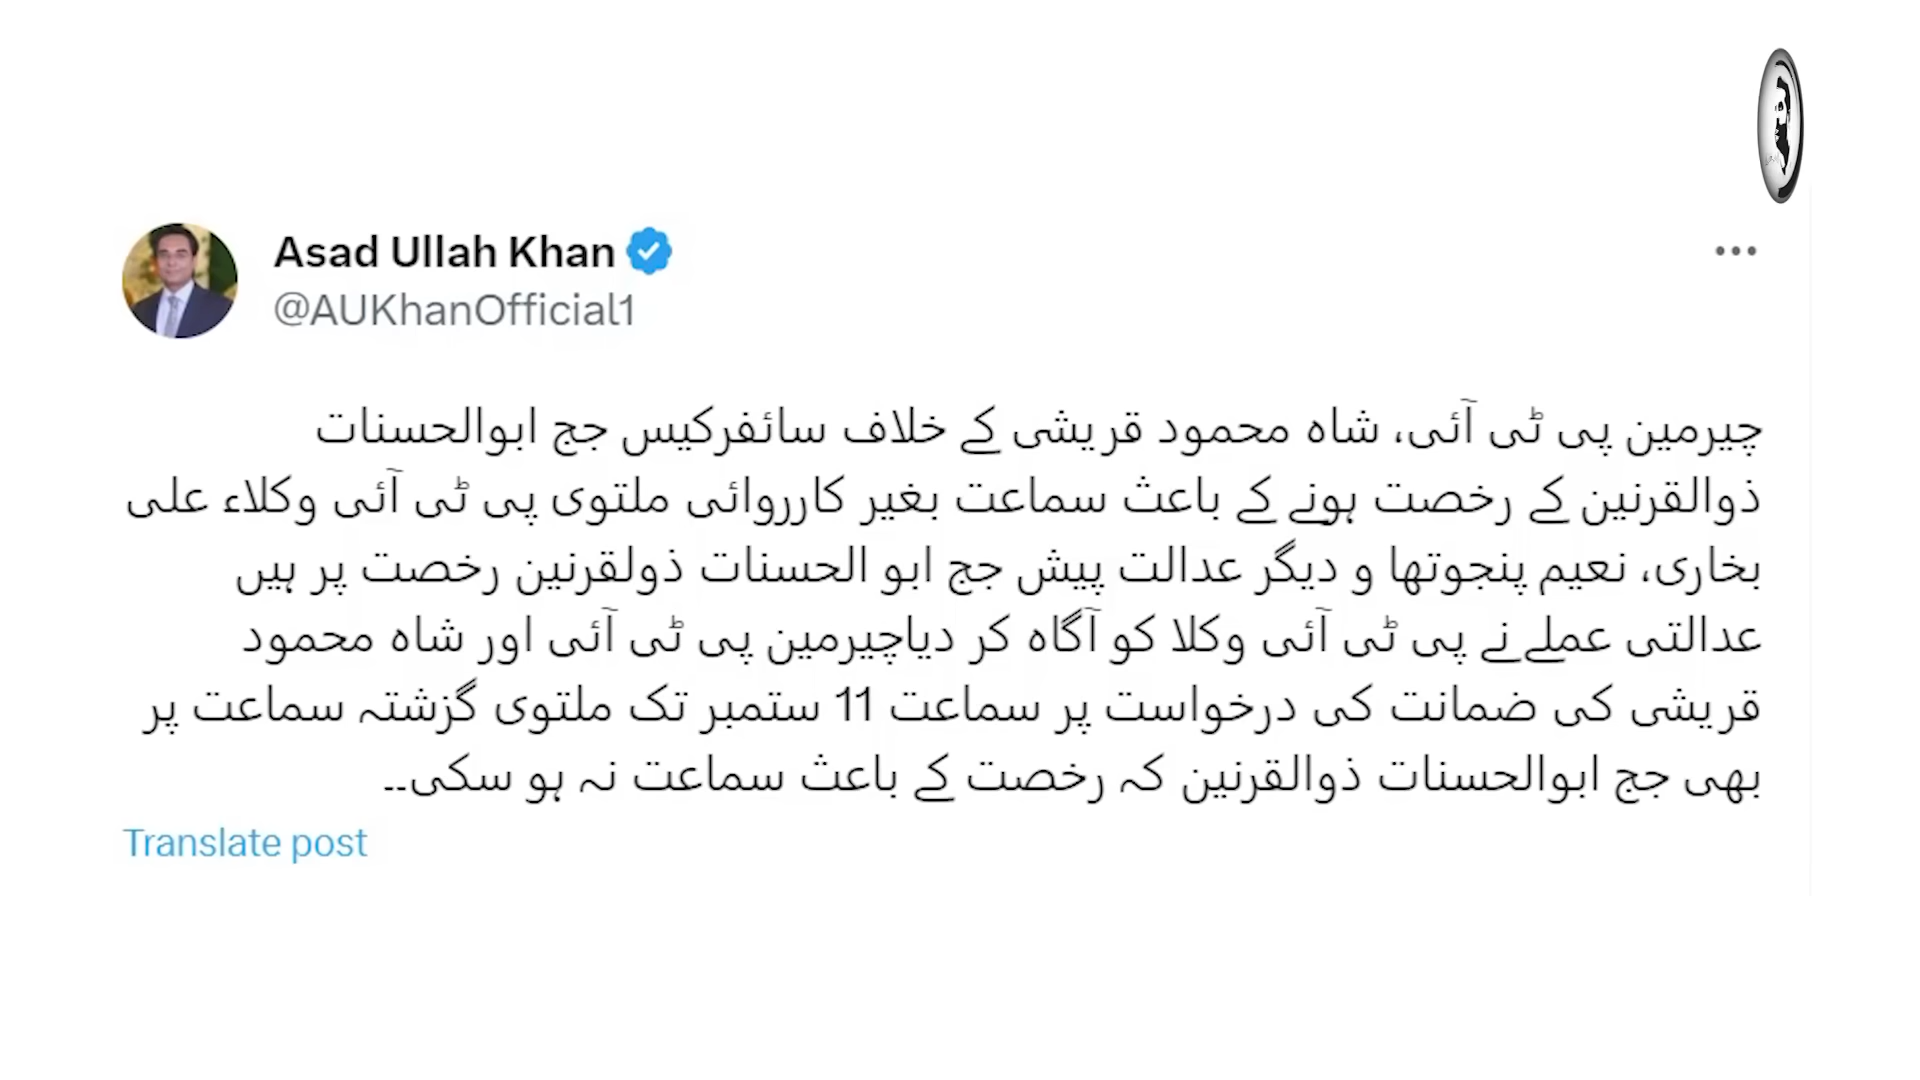 Asad Ullah Khan
@AUKhanOfficial1
چیرمین پی ٹی آئی، شاہ محمود قریشی کے خلاف سائفرکیس جج ابوالحسنات
ذوالقرنین کے رخصت ہونے کے باعث سماعت بغیر کارروائی ملتوی پی ٹی آئی وکلاء علی
بخاری، نعیم پنجوتھا و دیگر عدالت پیش جج ابو الحسنات ذولقرنین رخصت پر ہیں
عدالتی عملے نے پی ٹی آئی وکلا کو آگاہ کر دیاچیرمین پی ٹی آئی اور شاہ محمود
قریشی کی ضمانت کی درخواست پر سماعت 11 ستمبر تک ملتوی گزشتہ سماعت پر
بھی جج ابوالحسنات ذوالقرنین کہ رخصت کے باعث سماعت نہ ہو سکی۔۔
Translate post